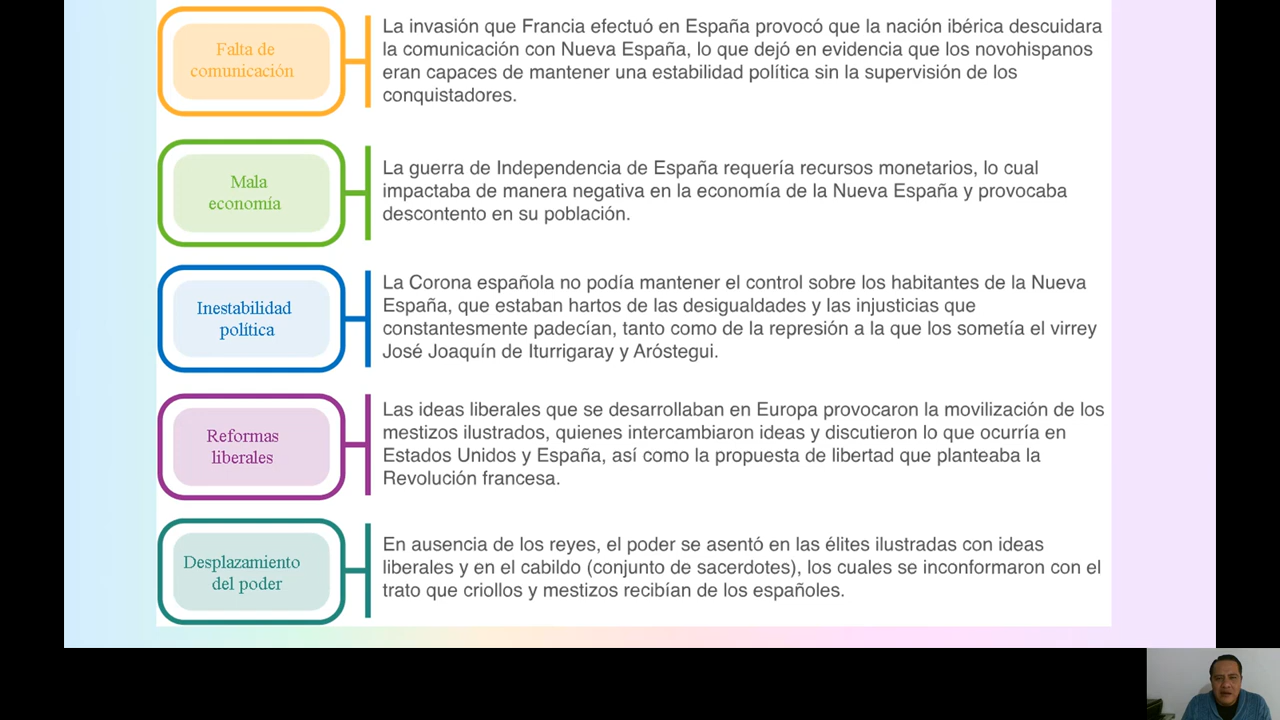 Falta de
comunicación
La invasión que Francia efectuó en España provocó que la nación ibérica descuidara
la comunicación con Nueva España, lo que dejó en evidencia que los novohispanos
eran capaces de mantener una estabilidad política sin la supervisión de los
conquistadores.
Mala
economía
La guerra de Independencia de España requería recursos monetarios, lo cual
impactaba de manera negativa en la economía de la Nueva España y provocaba
descontento en su población.
Inestabilidad
política
La Corona española no podía mantener el control sobre los habitantes de la Nueva
España, que estaban hartos de las desigualdades y las injusticias que
constantesmente padecían, tanto como de la represión a la que los sometía el virrey
José Joaquín de Iturrigaray y Aróstegui.
Reformas
liberales
Las ideas liberales que se desarrollaban en Europa provocaron la movilización de los
mestizos ilustrados, quienes intercambiaron ideas y discutieron lo que ocurría en
Estados Unidos y España, así como la propuesta de libertad que planteaba la
Revolución francesa.
Desplazamiento
del poder
En ausencia de los reyes, el poder se asentó en las élites ilustradas con ideas
liberales y en el cabildo (conjunto de sacerdotes), los cuales se inconformaron con el
trato que criollos y mestizos recibían de los españoles.